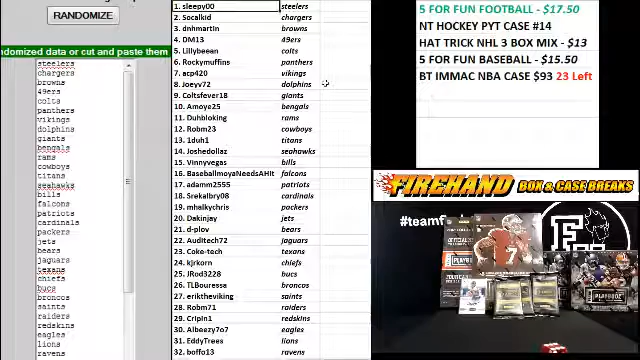 RANDOMIZE
ndomized data or cut and paste them
steelers
chargers
browns
49ers
colts
panthers
vikings
dolphins
giants
bengals
rams
cowboys
titans
seahawks
bills
falcons
patriots
cardinals
packers
jets
bears
jaguars
texans
chiefs
bucs
broncos
saints
raiders
redskins
eagles
lions
ravens
1. sleepy00 steelers
2. Socalkid chargers
3. dnhmartin browns
4. DM13 49ers
5. Lillybeean colts
6. Rockymuffins panthers
7. acp420 vikings
8. Joeyy72 dolphins
9. Coltsfever18 giants
10. Amoye25 bengals
11. Duhbloking rams
12. Robm23 cowboys
13. 1duh1 titans
14. Joshedollaz seahawks
15. Vinnyvegas bills
16. BaseballmoyaNeedsAHit falcons
17. adamm2555 patriots
18. Srekalbry08 cardinals
19. mhalkychris packers
20. Dakinjay jets
21. d-plov bears
22. Auditech72 jaguars
23. Coke-tech texans
24. kjrkorn chiefs
25. JRod3228 bucs
26. TLBouressa broncos
27. eriktheviking saints
28. Robm71 raiders
29. Cripin1 redskins
30. Albeezy7o7 eagles
31. EddyTrees lions
32. boffo13 ravens
5 FOR FUN FOOTBALL - $17.50
NT HOCKEY PYT CASE #14
HAT TRICK NHL 3 BOX MIX - $13
5 FOR FUN BASEBALL - $15.50
BT IMMAC NBA CASE $93 23 Left
FIREHAND BOX & CASE BREAKS
#teamf
PLAYBOOK